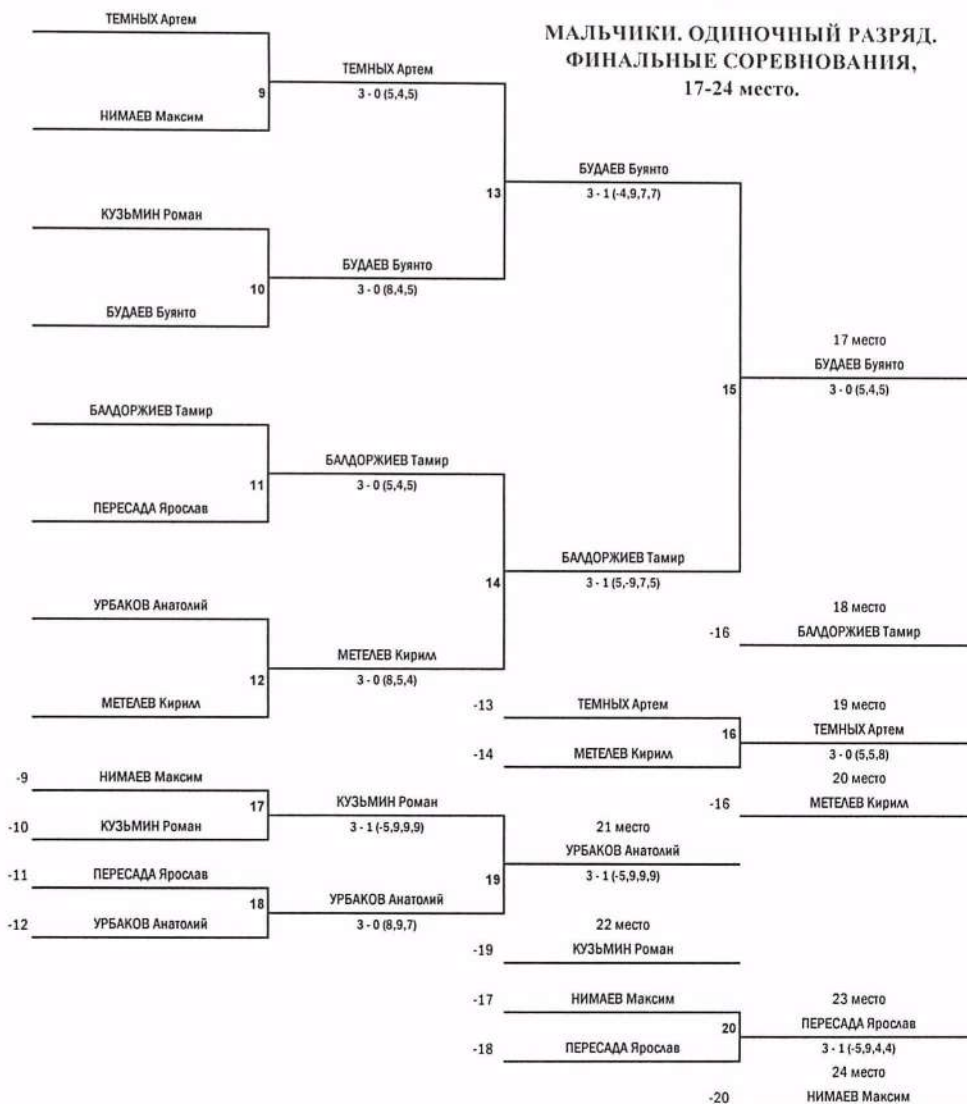 МАЛЬЧИКИ. ОДИНОЧНЫЙ РАЗРЯД.
ФИНАЛЬНЫЕ СОРЕВНОВАНИЯ,
17-24 место.
ТЕМНЫХ Артем
9
ТЕМНЫХ Артем
3 - 0 (5,4,5)
НИМАЕВ Максим
13
БУДАЕВ Буянто
3 - 1 (-4,9,7,7)
КУЗЬМИН Роман
10
БУДАЕВ Буянто
3 - 0 (8,4,5)
БУДАЕВ Буянто
15
17 место
БУДАЕВ Буянто
3 - 0 (5,4,5)
БАЛДОРЖИЕВ Тамир
11
БАЛДОРЖИЕВ Тамир
3 - 0 (5,4,5)
ПЕРЕСАДА Ярослав
14
БАЛДОРЖИЕВ Тамир
3 - 1 (5,-9,7,5)
УРБАКОВ Анатолий
12
МЕТЕЛЕВ Кирилл
3 - 0 (8,5,4)
МЕТЕЛЕВ Кирилл
18 место
-16 БАЛДОРЖИЕВ Тамир
-13 ТЕМНЫХ Артем
16
-14 МЕТЕЛЕВ Кирилл
19 место
ТЕМНЫХ Артем
3 - 0 (5,5,8)
20 место
-16 МЕТЕЛЕВ Кирилл
-9 НИМАЕВ Максим
17
-10 КУЗЬМИН Роман
КУЗЬМИН Роман
3 - 1 (-5,9,9,9)
-11 ПЕРЕСАДА Ярослав
18
-12 УРБАКОВ Анатолий
УРБАКОВ Анатолий
3 - 0 (8,9,7)
19
21 место
УРБАКОВ Анатолий
3 - 1 (-5,9,9,9)
22 место
-19 КУЗЬМИН Роман
-17 НИМАЕВ Максим
20
-18 ПЕРЕСАДА Ярослав
23 место
ПЕРЕСАДА Ярослав
3 - 1 (-5,9,4,4)
24 место
-20 НИМАЕВ Максим